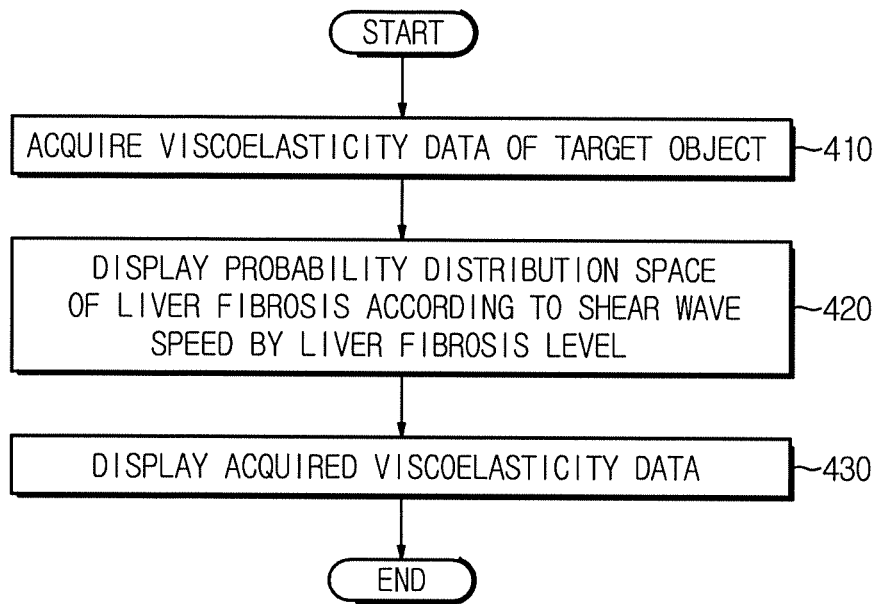 START
ACQUIRE VISCOELASTICITY DATA OF TARGET OBJECT
410
DISPLAY PROBABILITY DISTRIBUTION SPACE
OF LIVER FIBROSIS ACCORDING TO SHEAR WAVE
SPEED BY LIVER FIBROSIS LEVEL
420
DISPLAY ACQUIRED VISCOELASTICITY DATA
430
END